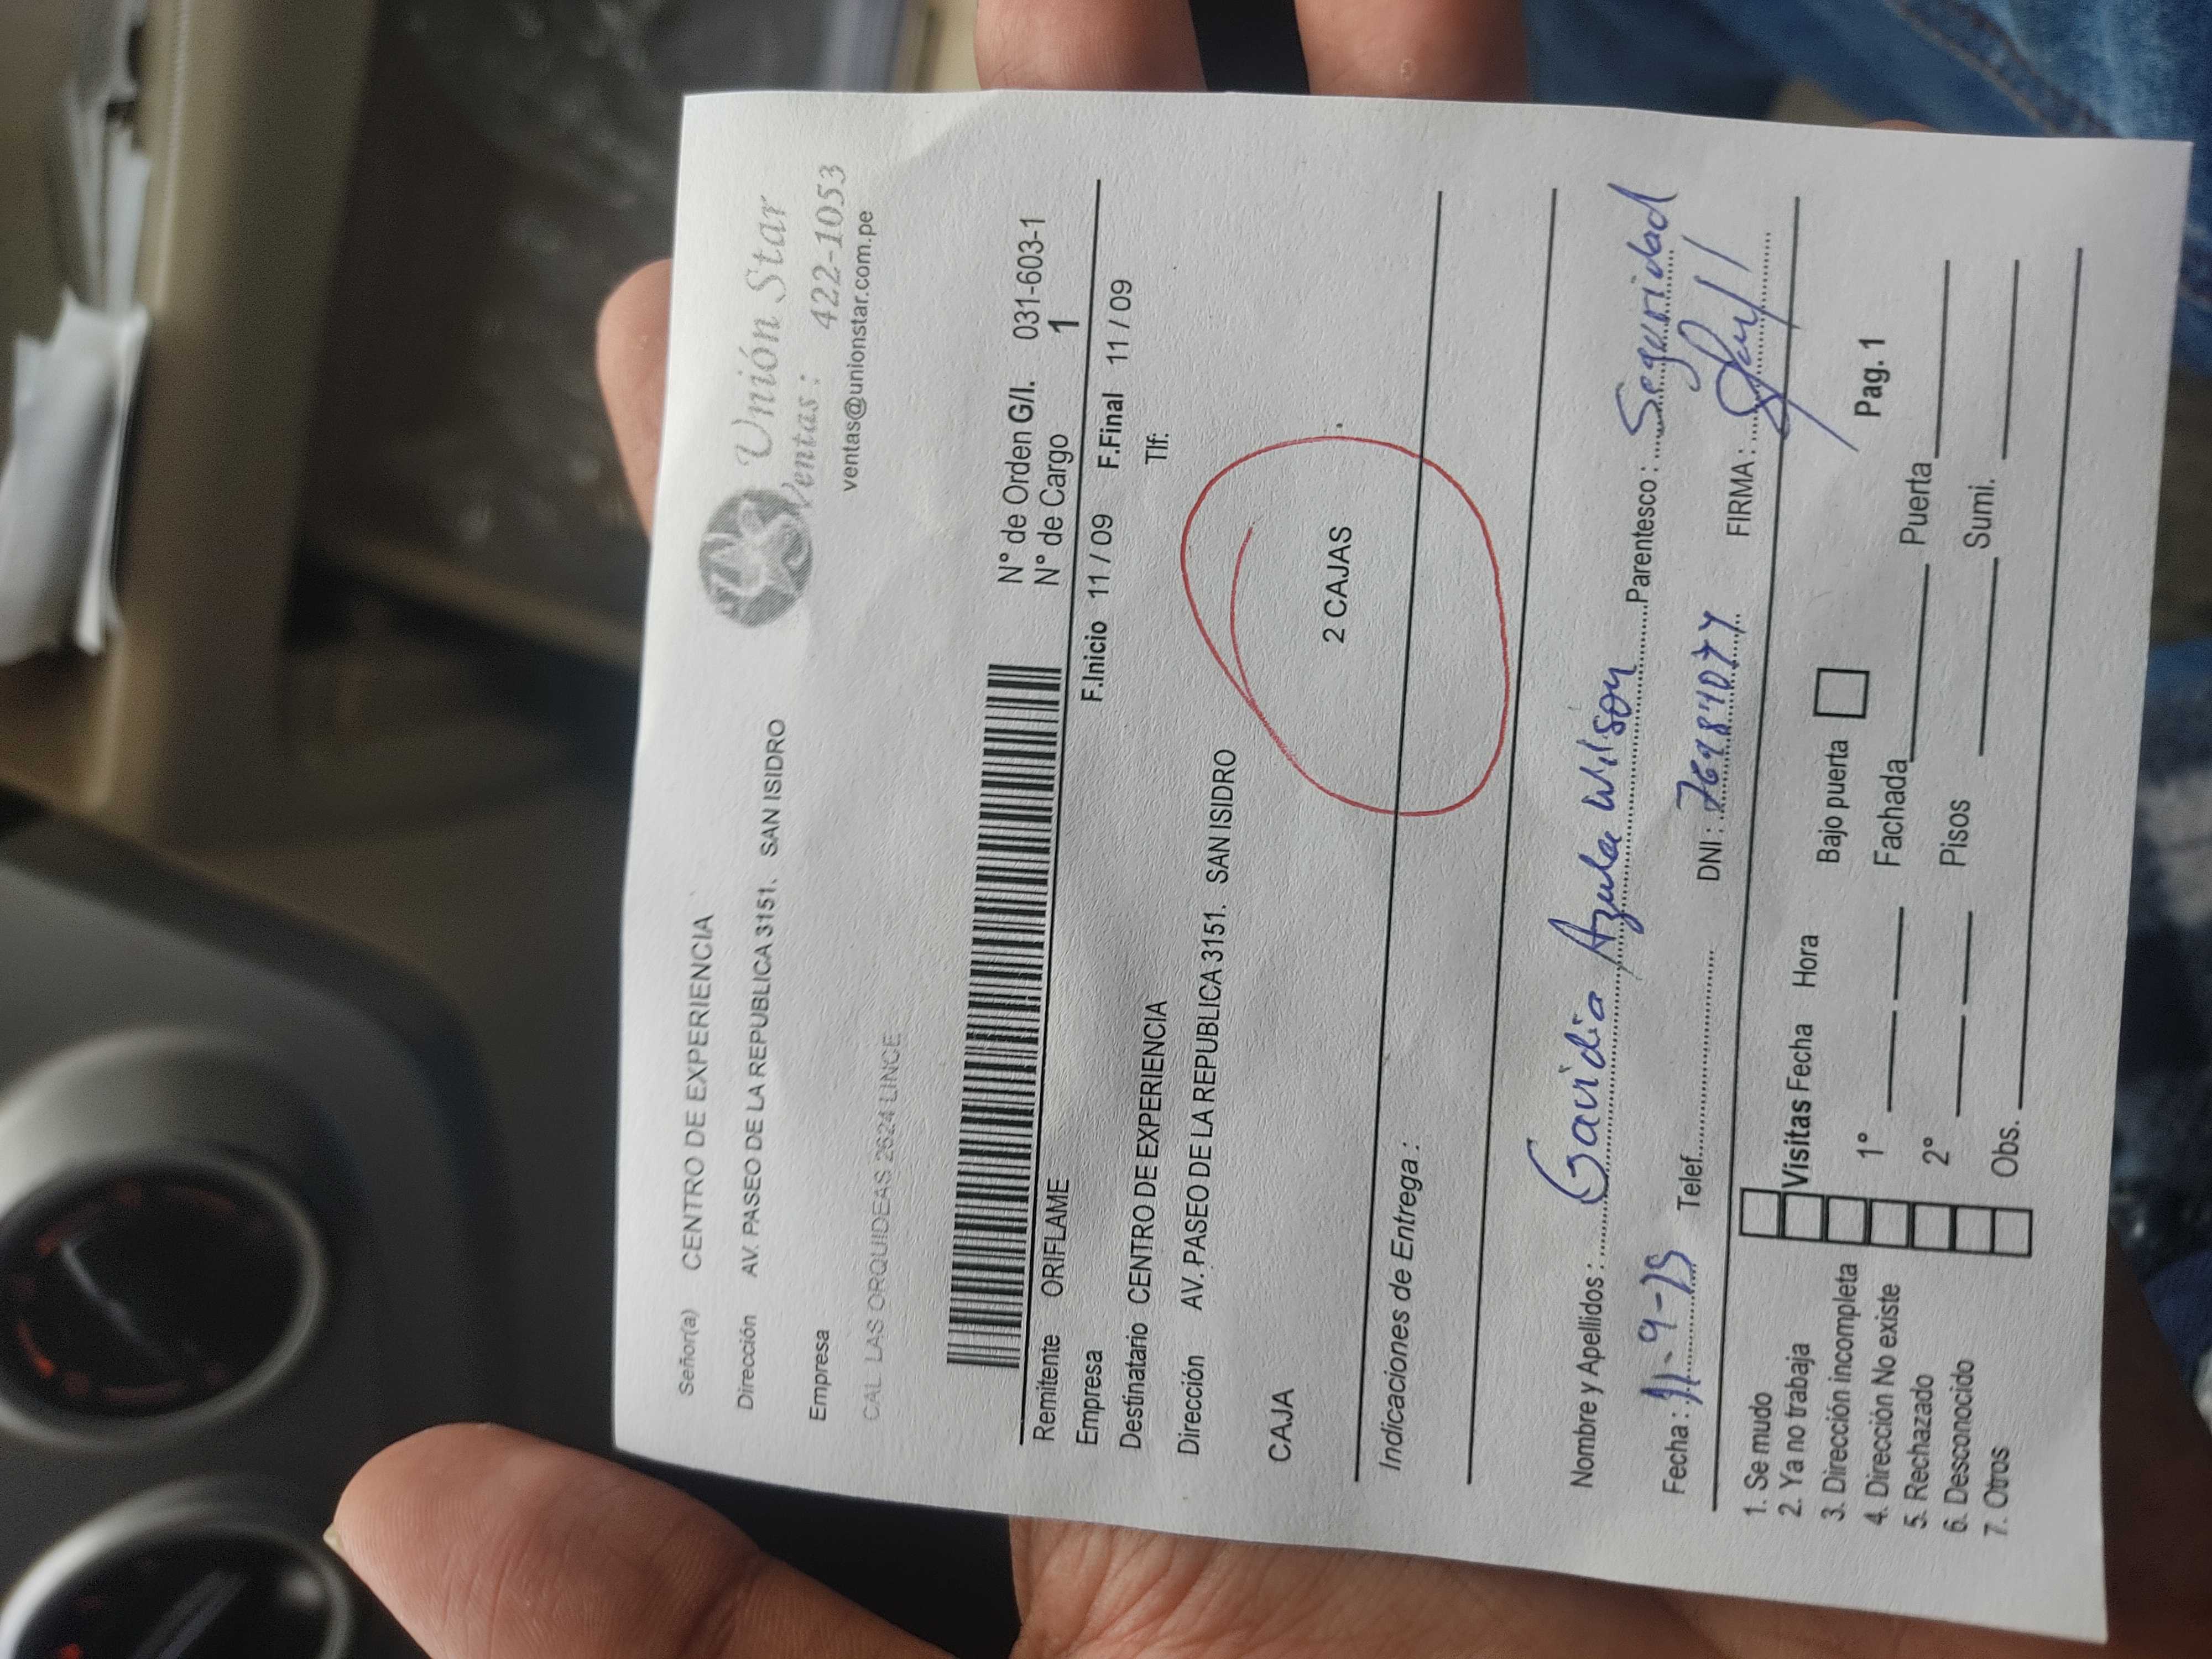 Señor(a) CENTRO DE EXPERIENCIA
Unión Star
Dirección AV. PASEO DE LA REPUBLICA 3151. SAN ISIDRO
Ventas : 422-1053
Empresa
ventas@unionstar.com.pe
CAL LAS ORQUIDEAS 2624 LINCE
N° de Orden G/I. 031-603-1
Remitente ORIFLAME
N° de Cargo 1
Empresa
F.Inicio 11 / 09 F.Final 11 / 09
Destinatario CENTRO DE EXPERIENCIA
Tlf:
Dirección AV. PASEO DE LA REPUBLICA 3151. SAN ISIDRO
CAJA
2 CAJAS
Indicaciones de Entrega :
Nombre y Apellidos : Gavidia Azula Wilson Parentesco : Seguridad
Fecha : 11-9-25 Telef. DNI : 76984077 FIRMA :
1. Se mudo
2. Ya no trabaja
Visitas Fecha Hora
Bajo puerta
3. Dirección incompleta
Pag. 1
4. Dirección No existe
1°
Fachada
Puerta
5. Rechazado
6. Desconocido
2°
Pisos
Sumi.
7. Otros
Obs.